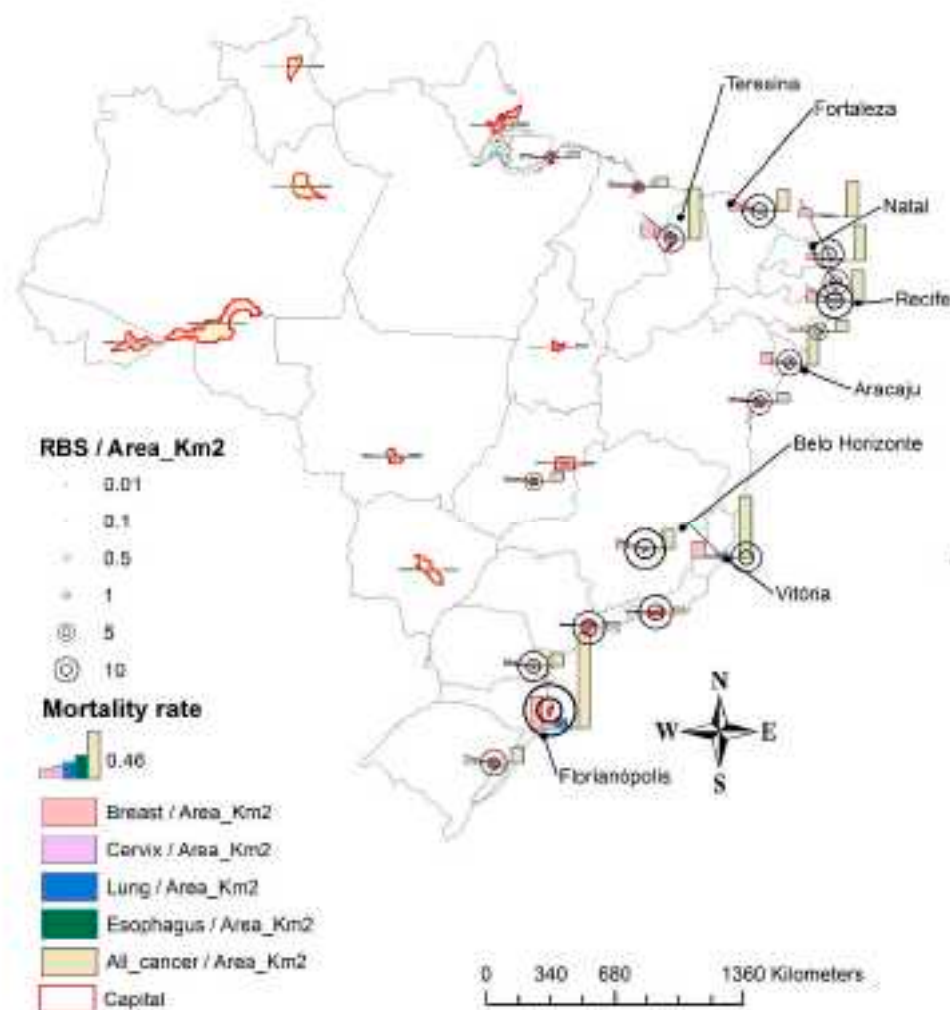 Teresina
Fortaleza
Natal
Recife
Aracaju
Belo Horizonte
Vitória
Florianópolis
N
W E
S
RBS / Area_Km2
0.01
0.1
0.5
1
5
10
Mortality rate
0.46
Breast / Area_Km2
Cervix / Area_Km2
Lung / Area_Km2
Esophagus / Area_Km2
All_cancer / Area_Km2
Capital
0 340 680 1360 Kilometers